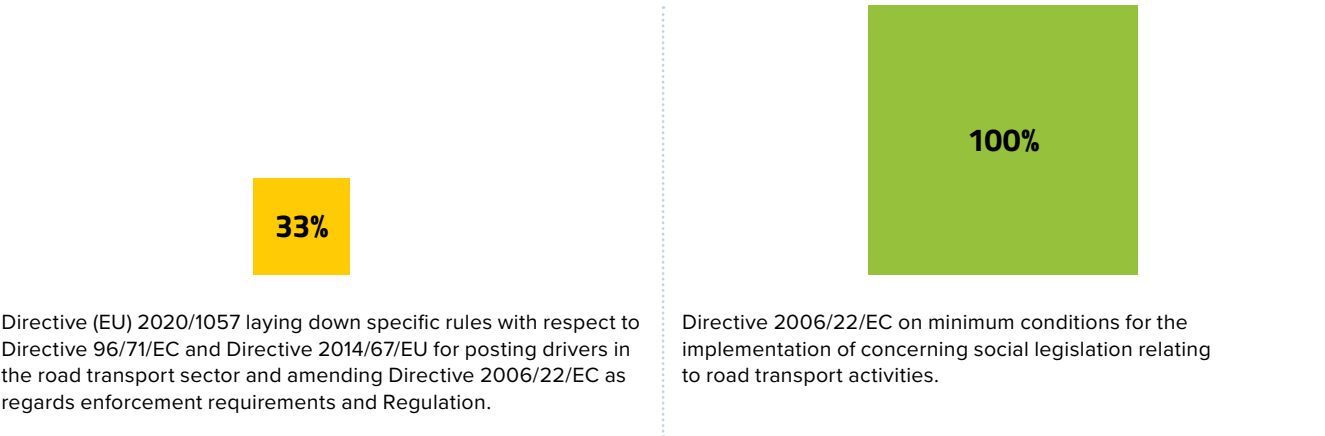 33%
Directive (EU) 2020/1057 laying down specific rules with respect to
Directive 96/71/EC and Directive 2014/67/EU for posting drivers in
the road transport sector and amending Directive 2006/22/EC as
regards enforcement requirements and Regulation.
100%
Directive 2006/22/EC on minimum conditions for the
implementation of concerning social legislation relating
to road transport activities.